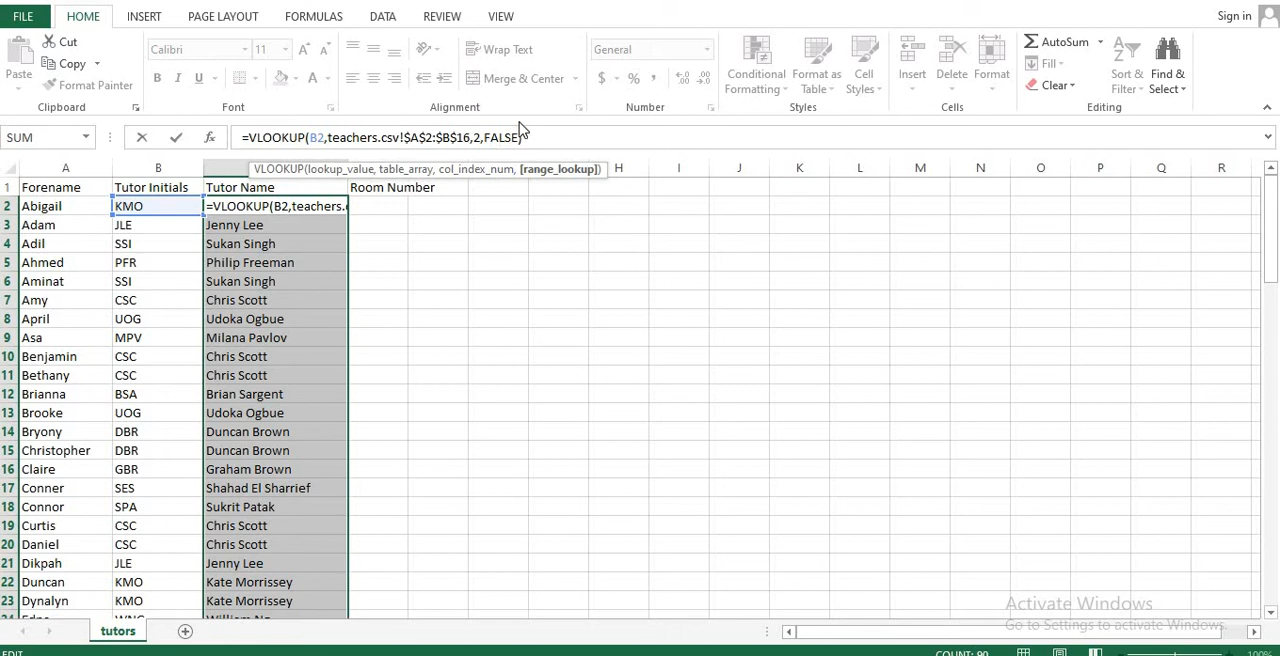 FILE HOME INSERT PAGE LAYOUT FORMULAS DATA REVIEW VIEW Sign in
Cut
Copy
Format Painter
Paste
Clipboard
Calibri 11 A A
B I U A
Font
Wrap Text
Merge & Center
Alignment
General
$ % , .0 .00 .00 .0
Number
Conditional Formatting
Format as Table
Cell Styles
Styles
Insert Delete Format
Cells
AutoSum
Fill
Clear
Sort & Filter
Find & Select
Editing
SUM fx =VLOOKUP(B2,teachers.csv!$A$2:$B$16,2,FALSE)
VLOOKUP(lookup_value, table_array, col_index_num, [range_lookup])
A B H I J K L M N O P Q R
1 Forename Tutor Initials Tutor Name Room Number
2 Abigail KMO =VLOOKUP(B2,teachers.
3 Adam JLE Jenny Lee
4 Adil SSI Sukan Singh
5 Ahmed PFR Philip Freeman
6 Aminat SSI Sukan Singh
7 Amy CSC Chris Scott
8 April UOG Udoka Ogbue
9 Asa MPV Milana Pavlov
10 Benjamin CSC Chris Scott
11 Bethany CSC Chris Scott
12 Brianna BSA Brian Sargent
13 Brooke UOG Udoka Ogbue
14 Bryony DBR Duncan Brown
15 Christopher DBR Duncan Brown
16 Claire GBR Graham Brown
17 Conner SES Shahad El Sharrief
18 Connor SPA Sukrit Patak
19 Curtis CSC Chris Scott
20 Daniel CSC Chris Scott
21 Dikpah JLE Jenny Lee
22 Duncan KMO Kate Morrissey
23 Dynalyn KMO Kate Morrissey
Activate Windows
Go to Settings to activate Windows.
tutors
EDIT COUNT: 90 100%